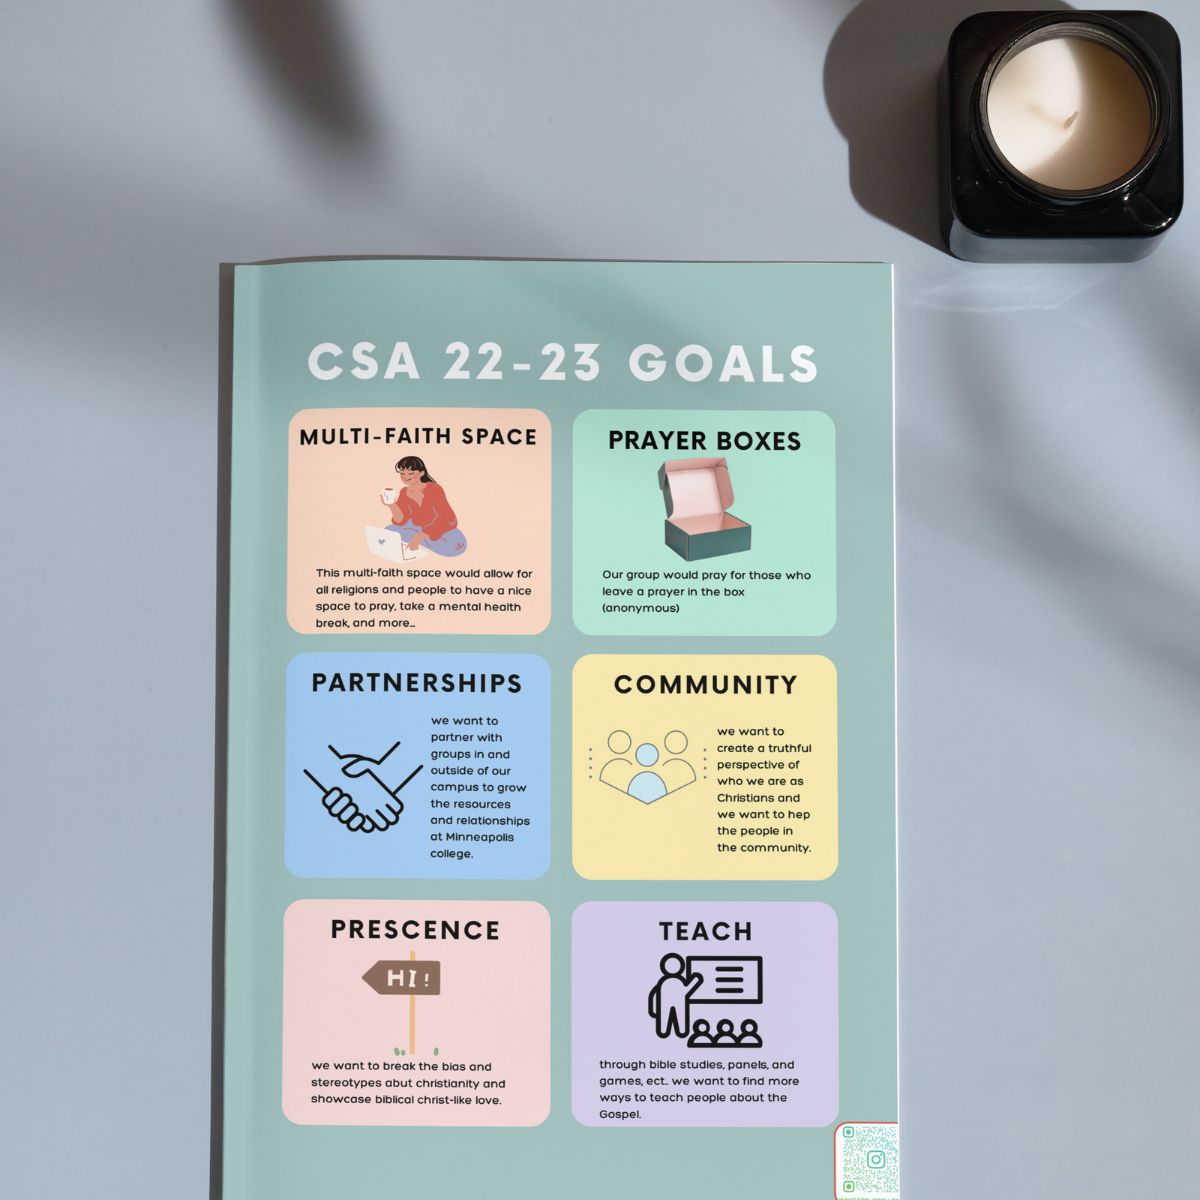 CSA 22-23 GOALS
MULTI-FAITH SPACE
This multi-faith space would allow for
all religions and people to have a nice
space to pray, take a mental health
break, and more...
PRAYER BOXES
Our group would pray for those who
leave a prayer in the box
(anonymous)
PARTNERSHIPS
we want to
partner with
groups in and
outside of our
campus to grow
the resources
and relationships
at Minneapolis
college.
COMMUNITY
we want to
create a truthful
perspective of
who we are as
Christians and
we want to hep
the people in
the community.
PRESCENCE
HI!
we want to break the bias and
stereotypes abut christianity and
showcase biblical christ-like love.
TEACH
through bible studies, panels, and
games, ect.. we want to find more
ways to teach people about the
Gospel.